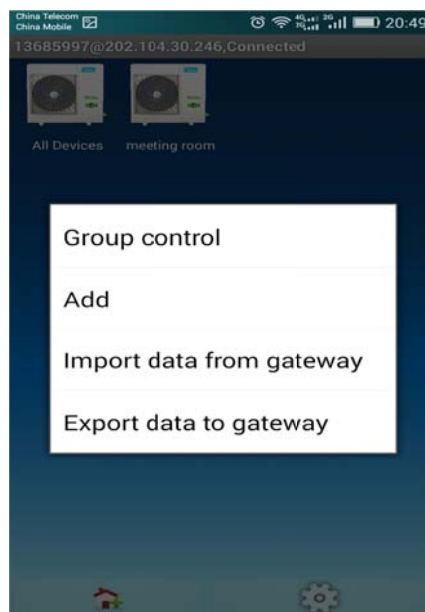 China Telecom
China Mobile
20:49
13685997@202.104.30.246,Connected
All Devices meeting room
Group control
Add
Import data from gateway
Export data to gateway